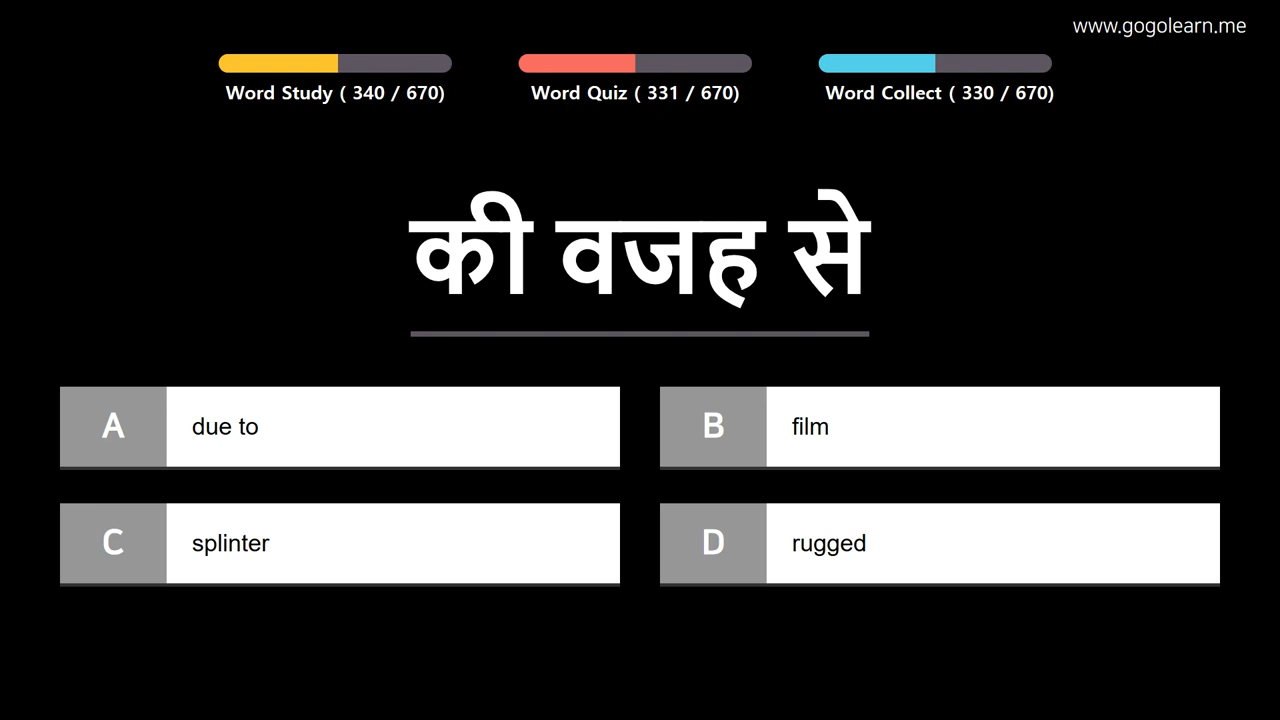 www.gogolearn.me
Word Study ( 340 / 670)
Word Quiz ( 331 / 670)
Word Collect ( 330 / 670)
की वजह से
A due to
B film
C splinter
D rugged